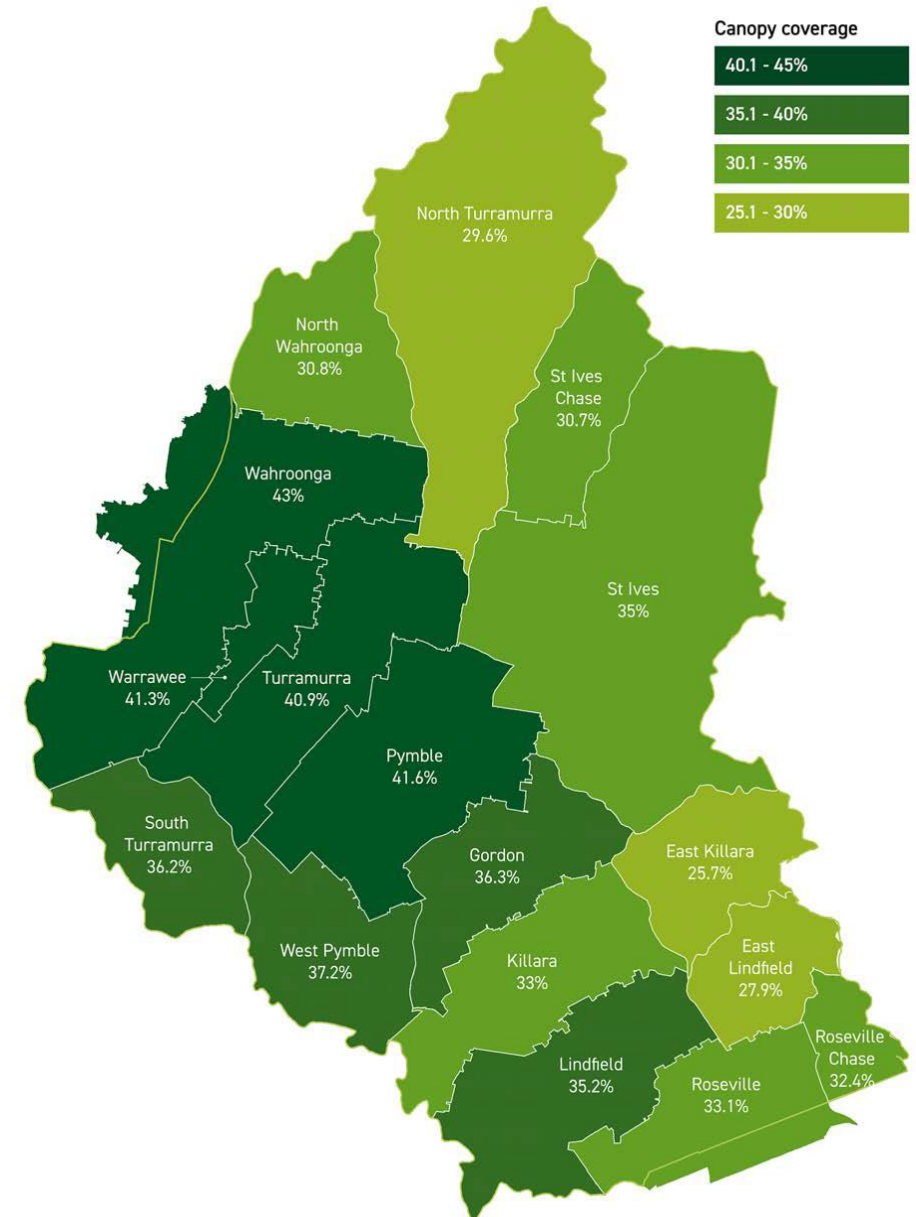 Canopy coverage
40.1 - 45%
35.1 - 40%
30.1 - 35%
25.1 - 30%
North Turramurra
29.6%
North
Wahroonga
30.8%
St Ives
Chase
30.7%
Wahroonga
43%
St Ives
35%
Warrawee
41.3%
Turramurra
40.9%
Pymble
41.6%
South
Turramurra
36.2%
Gordon
36.3%
East Killara
25.7%
West Pymble
37.2%
Killara
33%
East
Lindfield
27.9%
Lindfield
35.2%
Roseville
33.1%
Roseville
Chase
32.4%